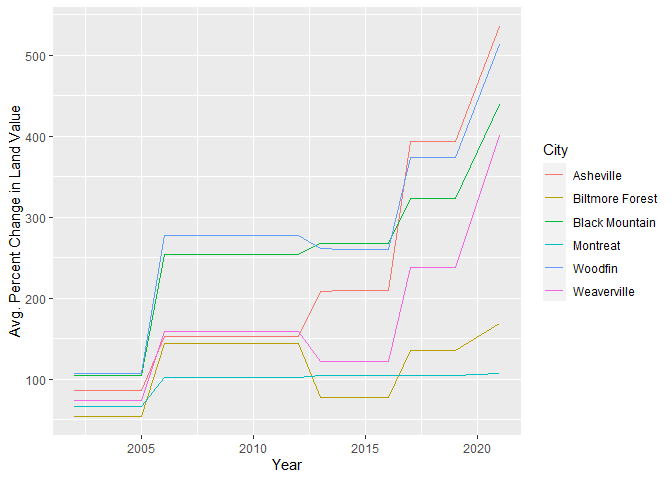 500
400
300
200
100
Avg. Percent Change in Land Value
2005
2010
2015
2020
Year
City
Asheville
Biltmore Forest
Black Mountain
Montreat
Woodfin
Weaverville